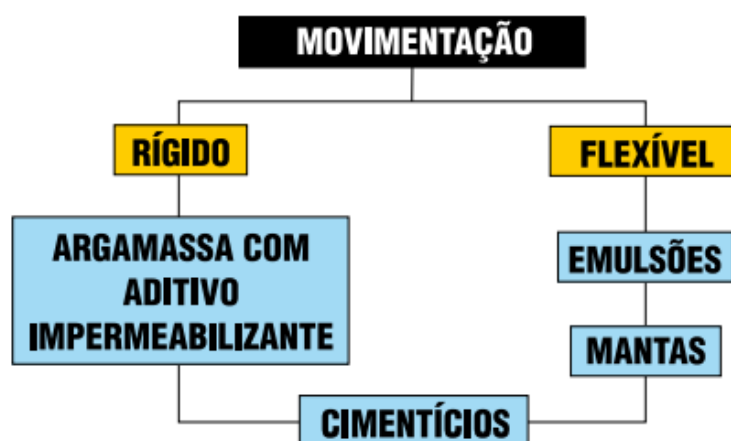 MOVIMENTAÇÃO
RÍGIDO
FLEXÍVEL
ARGAMASSA COM
ADITIVO
IMPERMEABILIZANTE
EMULSÕES
MANTAS
CIMENTÍCIOS